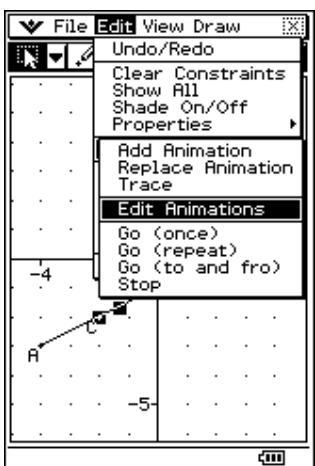 File Edit View Draw
Undo/Redo
Clear Constraints
Show All
Shade On/Off
Properties
Add Animation
Replace Animation
Trace
Edit Animations
Go (once)
Go (repeat)
Go (to and fro)
Stop
-4
C
A
-5